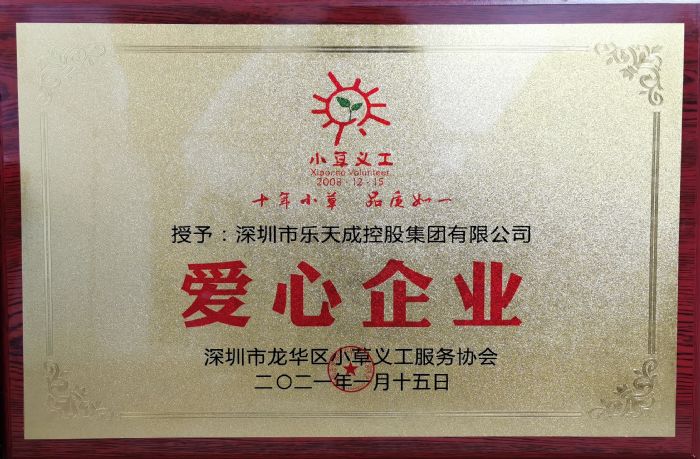 小草义工
Xiaocao Volunteer
2008·12·15
十年小草 品质如一
授予：深圳市乐天成控股集团有限公司
爱心企业
深圳市龙华区小草义工服务协会
二〇二一年一月十五日